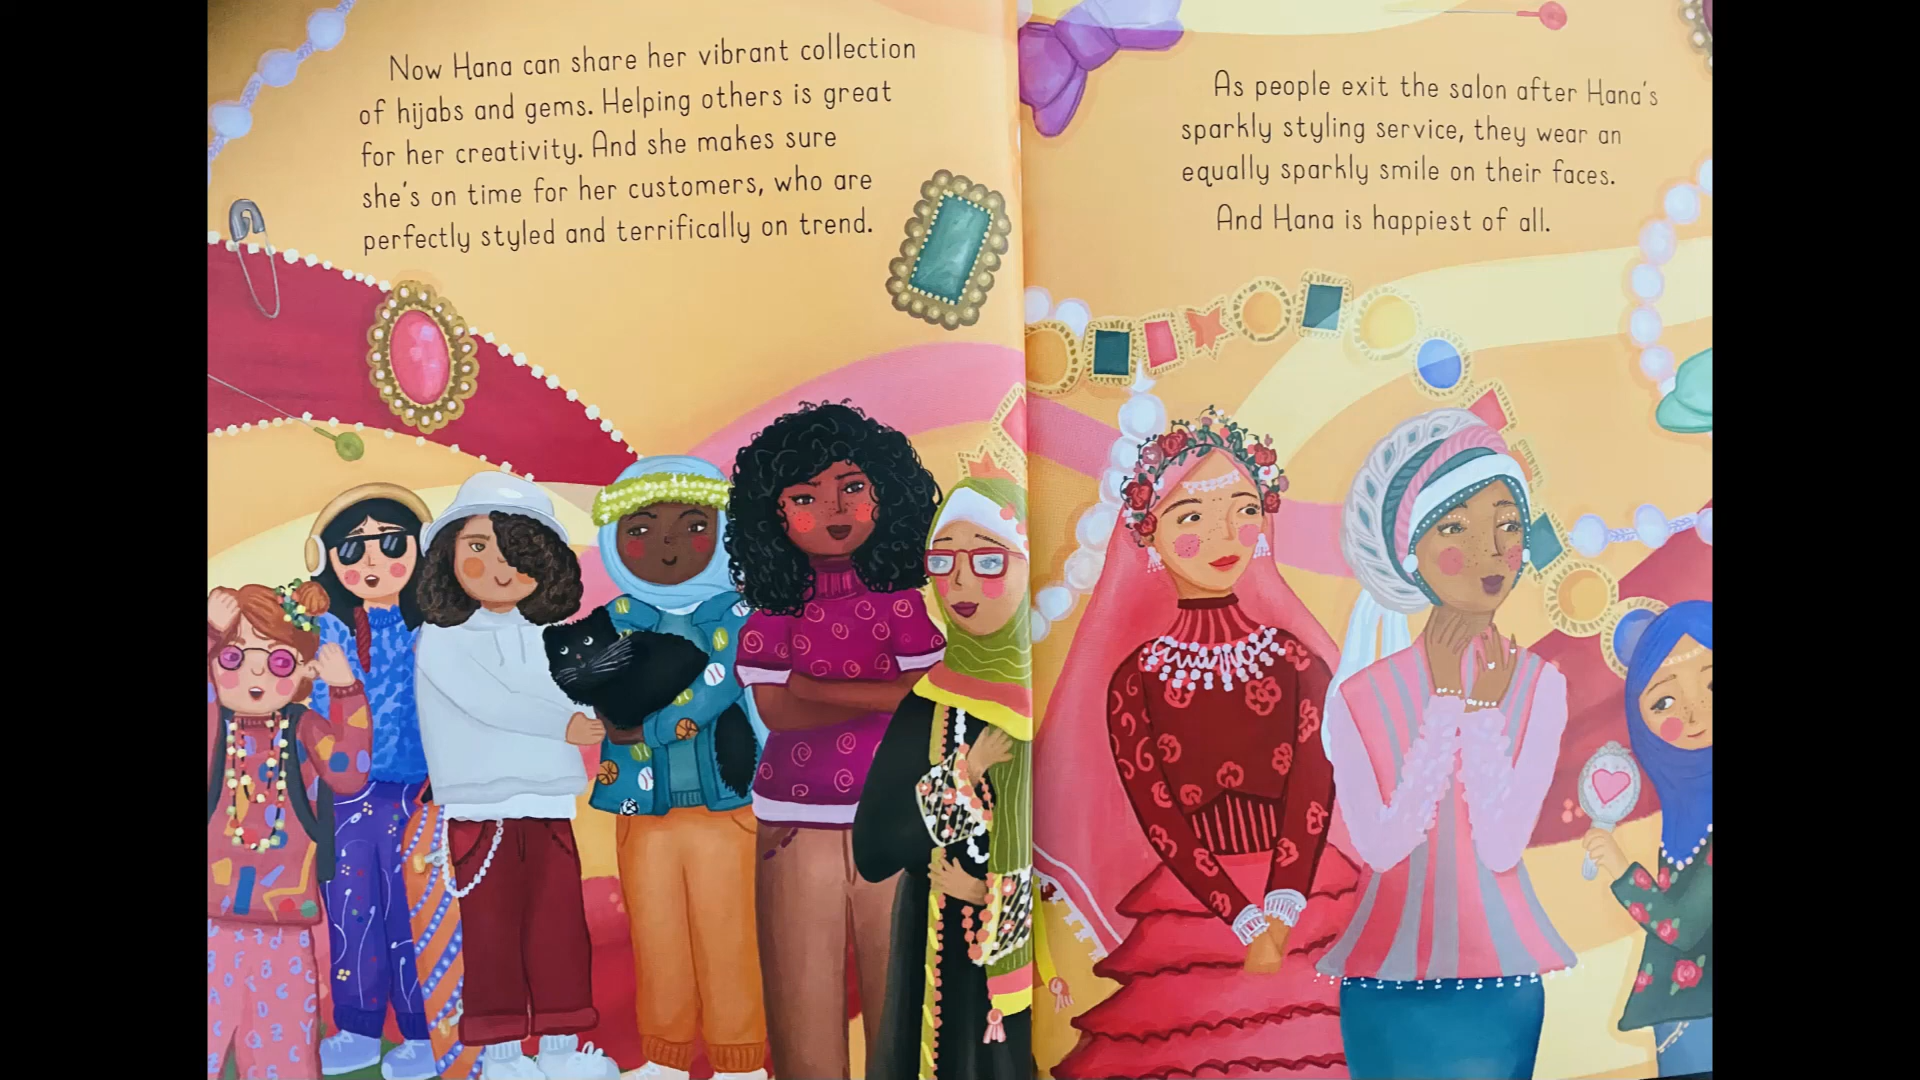 Now Hana can share her vibrant collection
of hijabs and gems. Helping others is great
for her creativity. And she makes sure
she's on time for her customers, who are
perfectly styled and terrifically on trend.
As people exit the salon after Hana's
sparkly styling service, they wear an
equally sparkly smile on their faces.
And Hana is happiest of all.